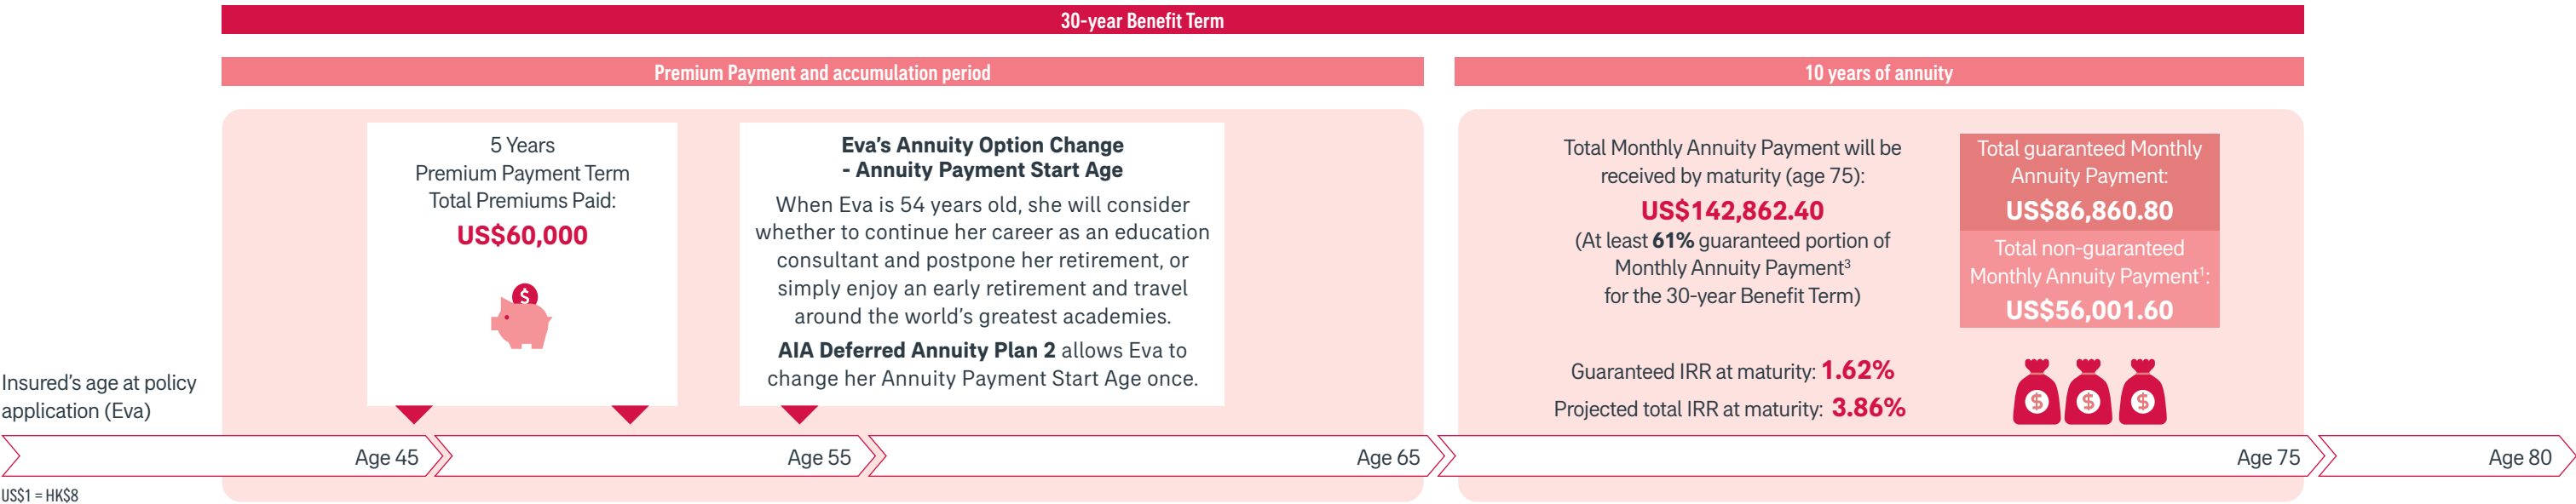 30-year Benefit Term
Premium Payment and accumulation period
10 years of annuity
5 Years
Premium Payment Term
Total Premiums Paid:
US$60,000
$
Eva’s Annuity Option Change
- Annuity Payment Start Age
When Eva is 54 years old, she will consider
whether to continue her career as an education
consultant and postpone her retirement, or
simply enjoy an early retirement and travel
around the world’s greatest academies.
AIA Deferred Annuity Plan 2 allows Eva to
change her Annuity Payment Start Age once.
Total Monthly Annuity Payment will be
received by maturity (age 75):
US$142,862.40
(At least 61% guaranteed portion of
Monthly Annuity Payment³
for the 30-year Benefit Term)
Guaranteed IRR at maturity: 1.62%
Projected total IRR at maturity: 3.86%
Total guaranteed Monthly
Annuity Payment:
US$86,860.80
Total non-guaranteed
Monthly Annuity Payment¹:
US$56,001.60
$ $ $
Insured’s age at policy
application (Eva)
Age 45
Age 55
Age 65
Age 75
Age 80
US$1 = HK$8